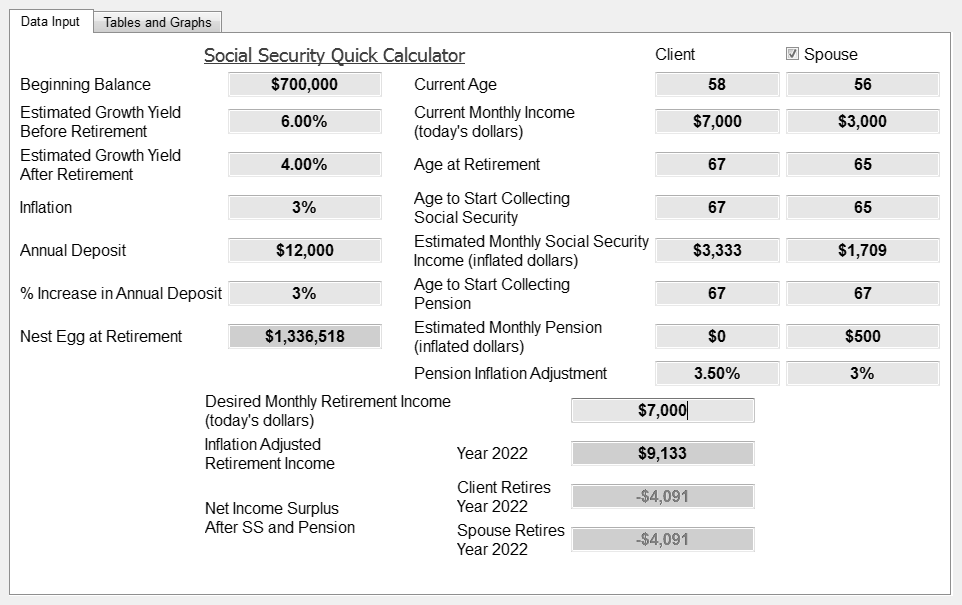 Data Input
Tables and Graphs
Social Security Quick Calculator
Client
Spouse
Beginning Balance
$700,000
Current Age
58
56
Estimated Growth Yield
Before Retirement
6.00%
Current Monthly Income
(today's dollars)
$7,000
$3,000
Estimated Growth Yield
After Retirement
4.00%
Age at Retirement
67
65
Inflation
3%
Age to Start Collecting
Social Security
67
65
Annual Deposit
$12,000
Estimated Monthly Social Security
Income (inflated dollars)
$3,333
$1,709
% Increase in Annual Deposit
3%
Age to Start Collecting
Pension
67
67
Nest Egg at Retirement
$1,336,518
Estimated Monthly Pension
(inflated dollars)
$0
$500
Pension Inflation Adjustment
3.50%
3%
Desired Monthly Retirement Income
(today's dollars)
$7,000
Inflation Adjusted
Retirement Income
Year 2022
$9,133
Net Income Surplus
After SS and Pension
Client Retires
Year 2022
-$4,091
Spouse Retires
Year 2022
-$4,091